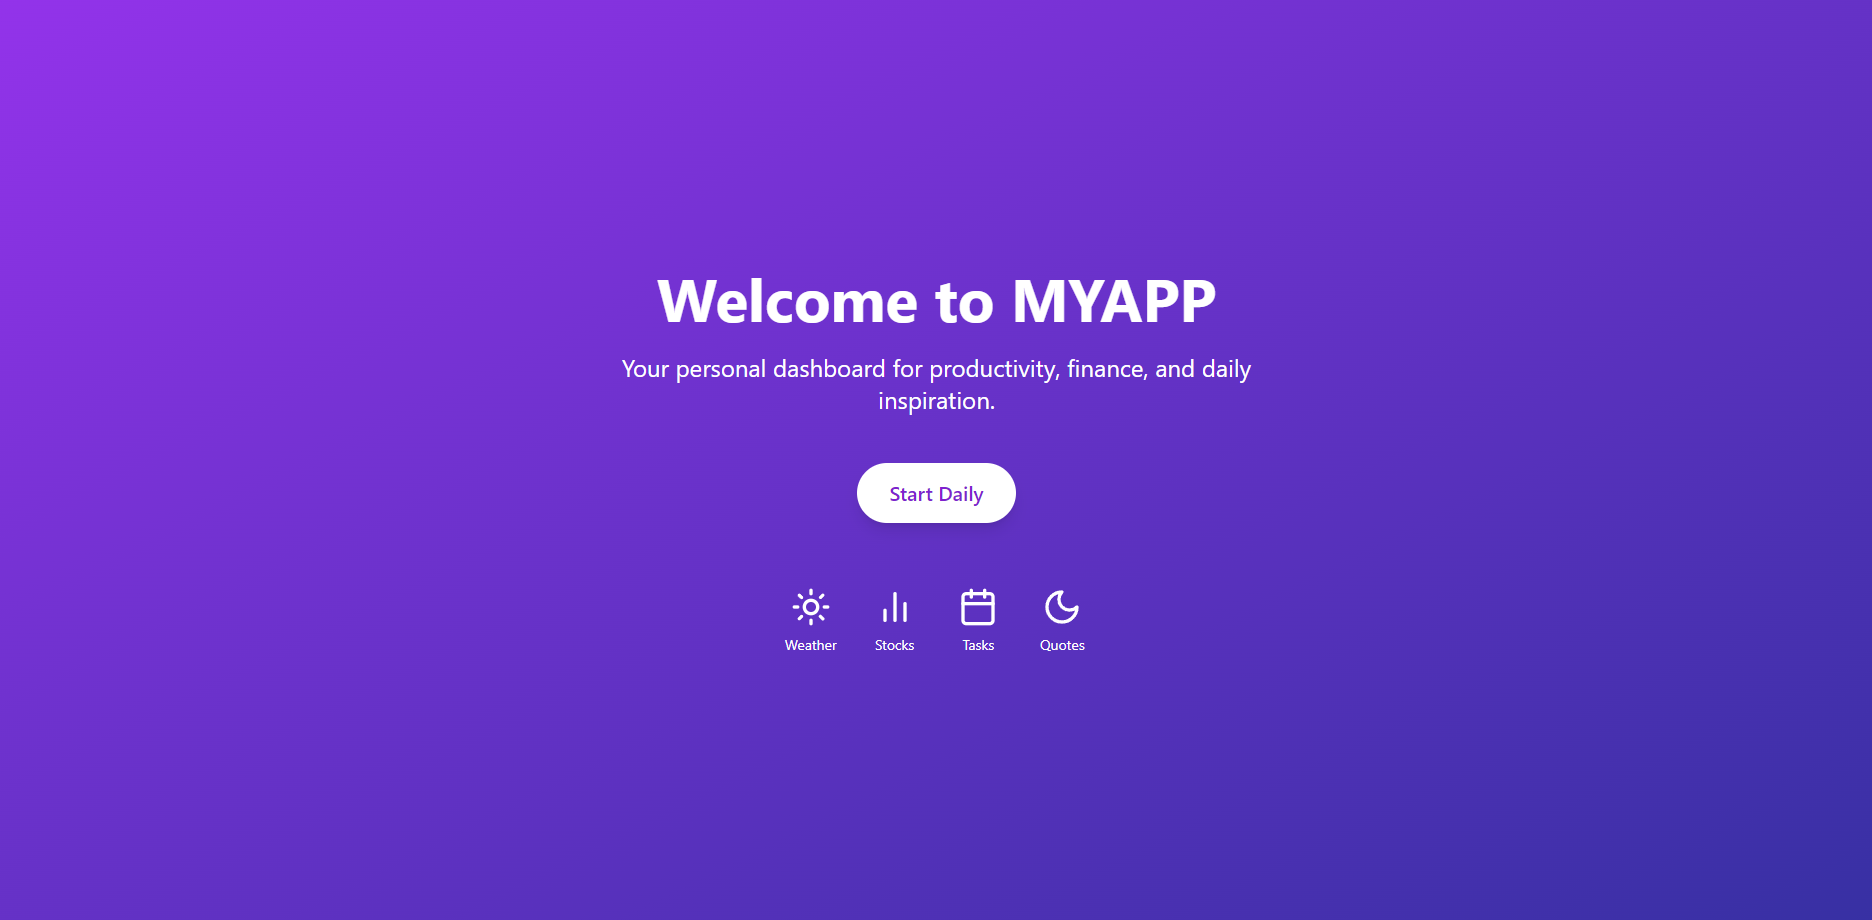 Welcome to MYAPP
Your personal dashboard for productivity, finance, and daily
inspiration.
Start Daily
Weather
Stocks
Tasks
Quotes